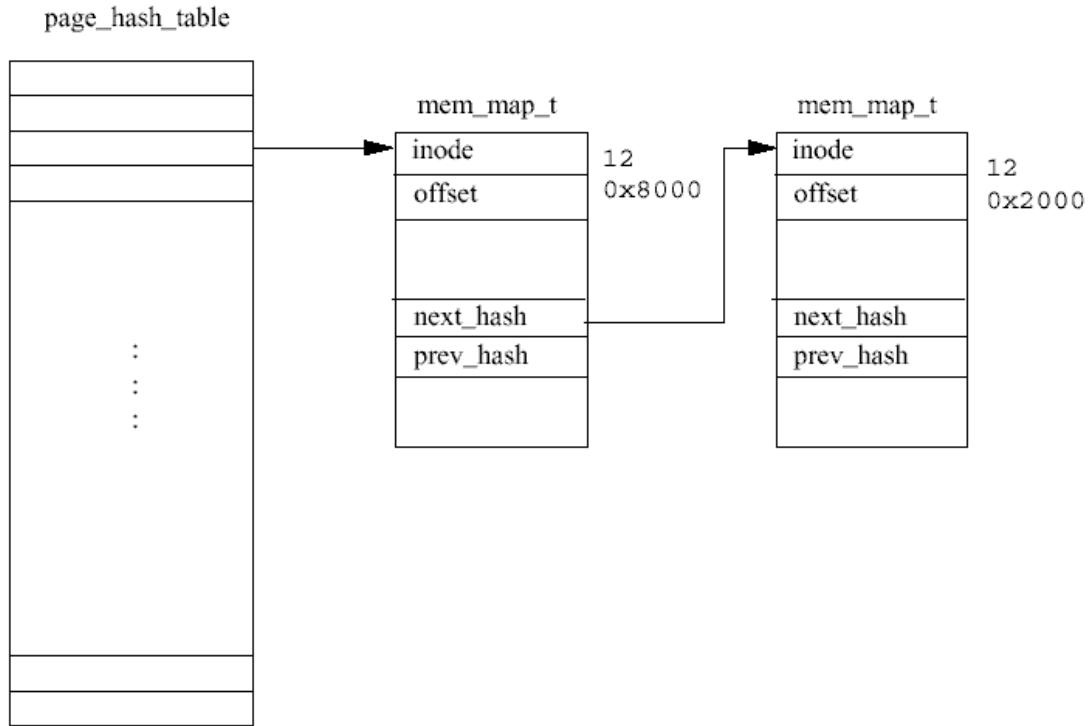 page_hash_table
mem_map_t
inode
offset
next_hash
prev_hash
12
0x8000
mem_map_t
inode
offset
next_hash
prev_hash
12
0x2000
:
:
: